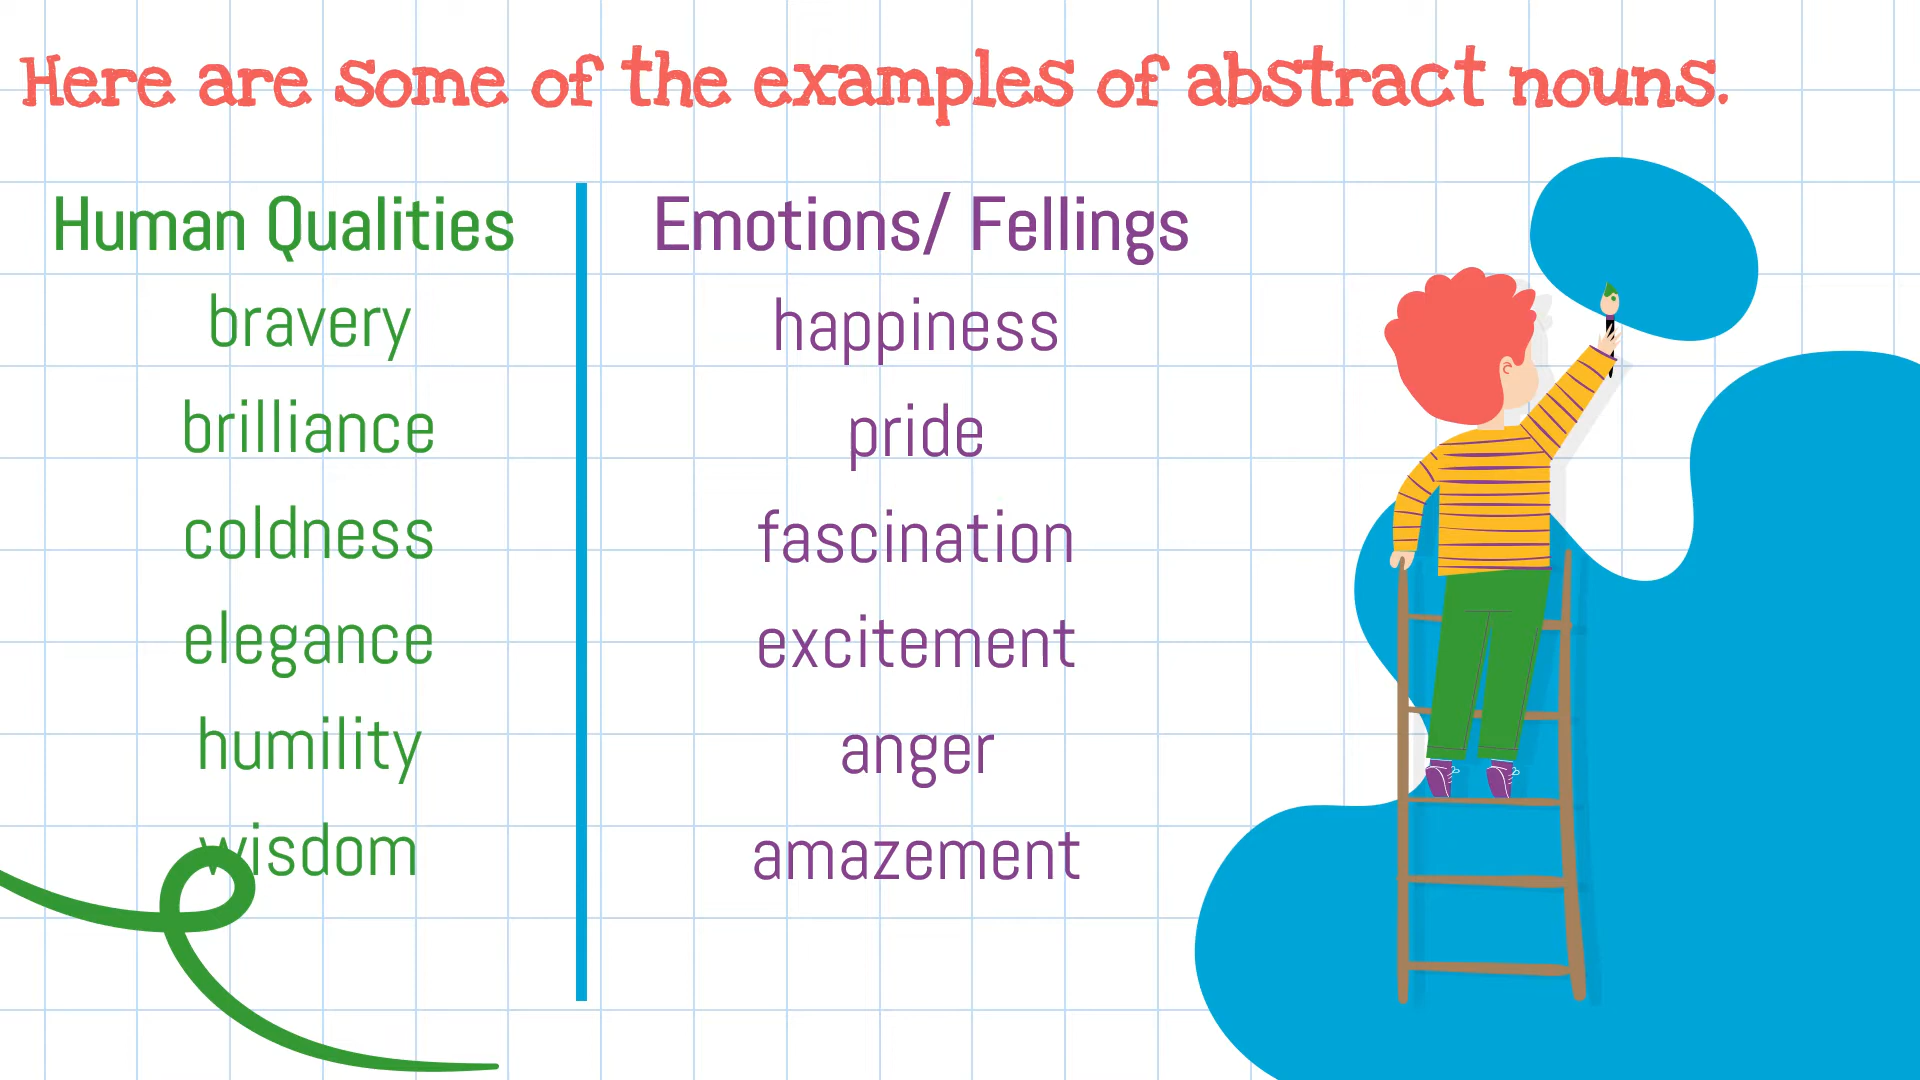 Here are some of the examples of abstract nouns.
Human Qualities
bravery
brilliance
coldness
elegance
humility
wisdom
Emotions/ Fellings
happiness
pride
fascination
excitement
anger
amazement